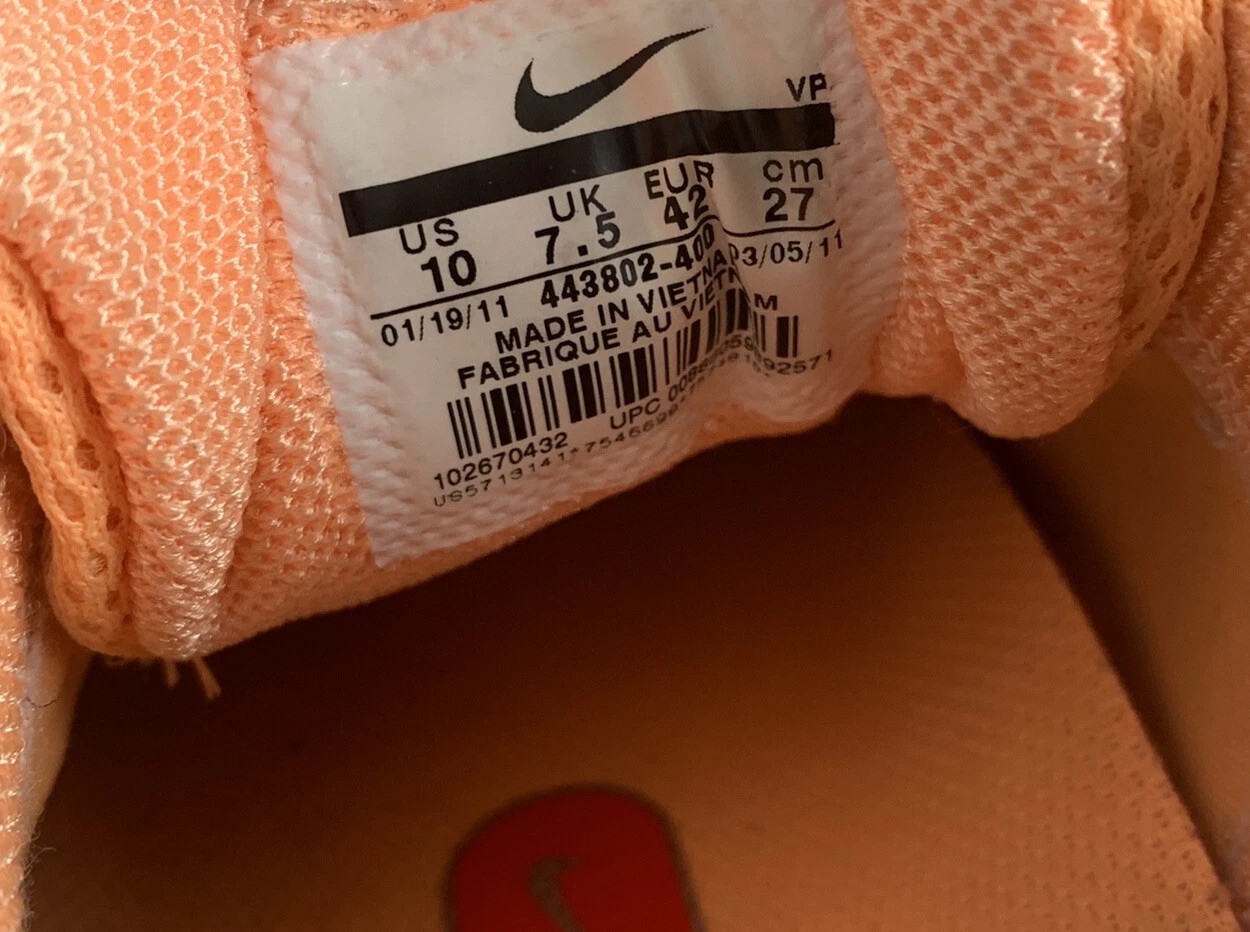 VP
US UK EUR cm
10 7.5 42 27
01/19/11 443802-400 03/05/11
MADE IN VIETNAM
FABRIQUE AU VIETNAM
102670432 UPC